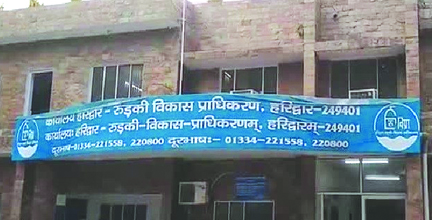 कार्यालय हरिद्वार - रुड़की विकास प्राधिकरण, हरिद्वार-249401
कार्यालयः हरिद्वार - रुड़की-विकास-प्राधिकरणम्, हरिद्वारम्-249401
दूरभाष-01334-221558, 220800 दूरभाषः- 01334-221558, 220800